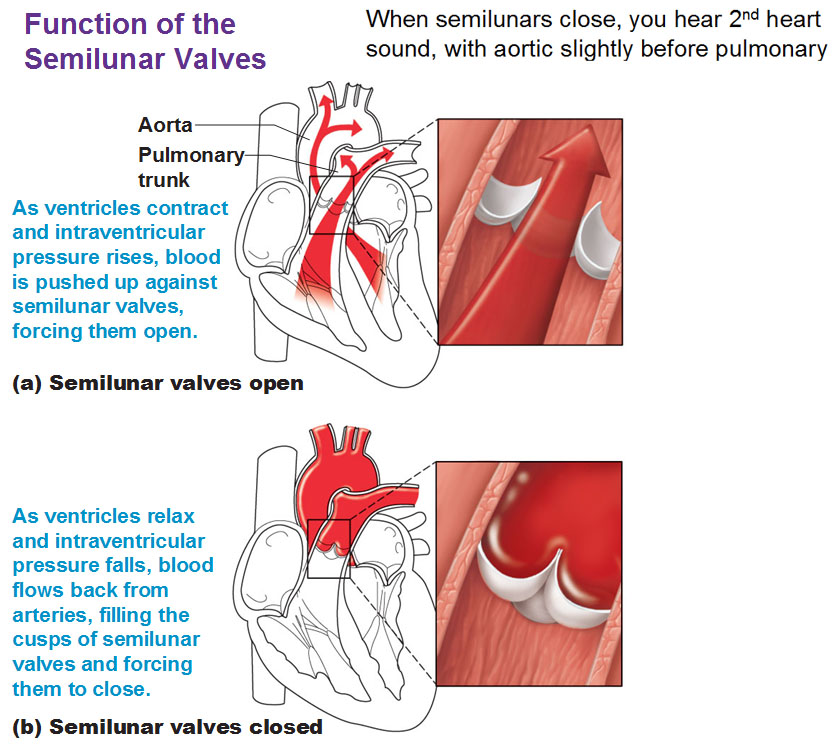 Function of the
Semilunar Valves
When semilunars close, you hear 2nd heart
sound, with aortic slightly before pulmonary
Aorta
Pulmonary
trunk
As ventricles contract
and intraventricular
pressure rises, blood
is pushed up against
semilunar valves,
forcing them open.
(a) Semilunar valves open
As ventricles relax
and intraventricular
pressure falls, blood
flows back from
arteries, filling the
cusps of semilunar
valves and forcing
them to close.
(b) Semilunar valves closed